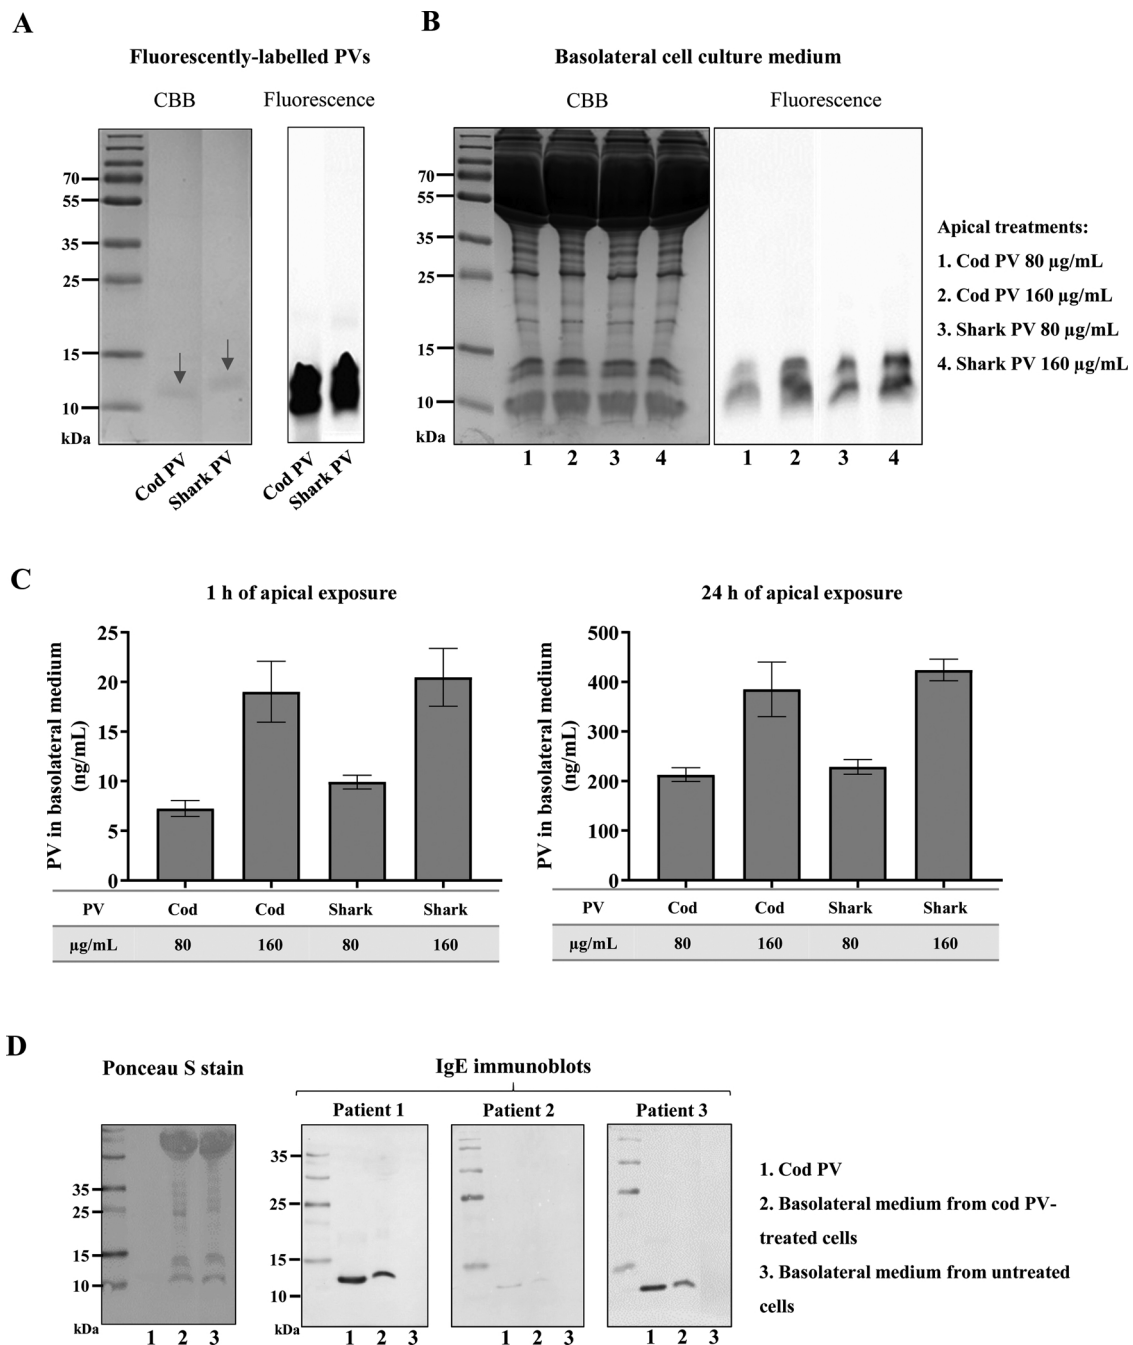 A
Fluorescently-labelled PVs
CBB
Fluorescence
70
55
35
25
15
10
kDa
Cod PV
Shark PV
Cod PV
Shark PV
B
Basolateral cell culture medium
CBB
Fluorescence
70
55
35
25
15
10
kDa
1 2 3 4
1 2 3 4
Apical treatments:
1. Cod PV 80 µg/mL
2. Cod PV 160 µg/mL
3. Shark PV 80 µg/mL
4. Shark PV 160 µg/mL
C
1 h of apical exposure
PV in basolateral medium
(ng/mL)
25
20
15
10
5
0
PV Cod Cod Shark Shark
µg/mL 80 160 80 160
24 h of apical exposure
PV in basolateral medium
(ng/mL)
500
400
300
200
100
0
PV Cod Cod Shark Shark
µg/mL 80 160 80 160
D
Ponceau S stain
35
25
15
10
kDa
1 2 3
IgE immunoblots
Patient 1
Patient 2
Patient 3
35
25
15
10
kDa
1 2 3
1 2 3
1 2 3
1. Cod PV
2. Basolateral medium from cod PV-
treated cells
3. Basolateral medium from untreated
cells